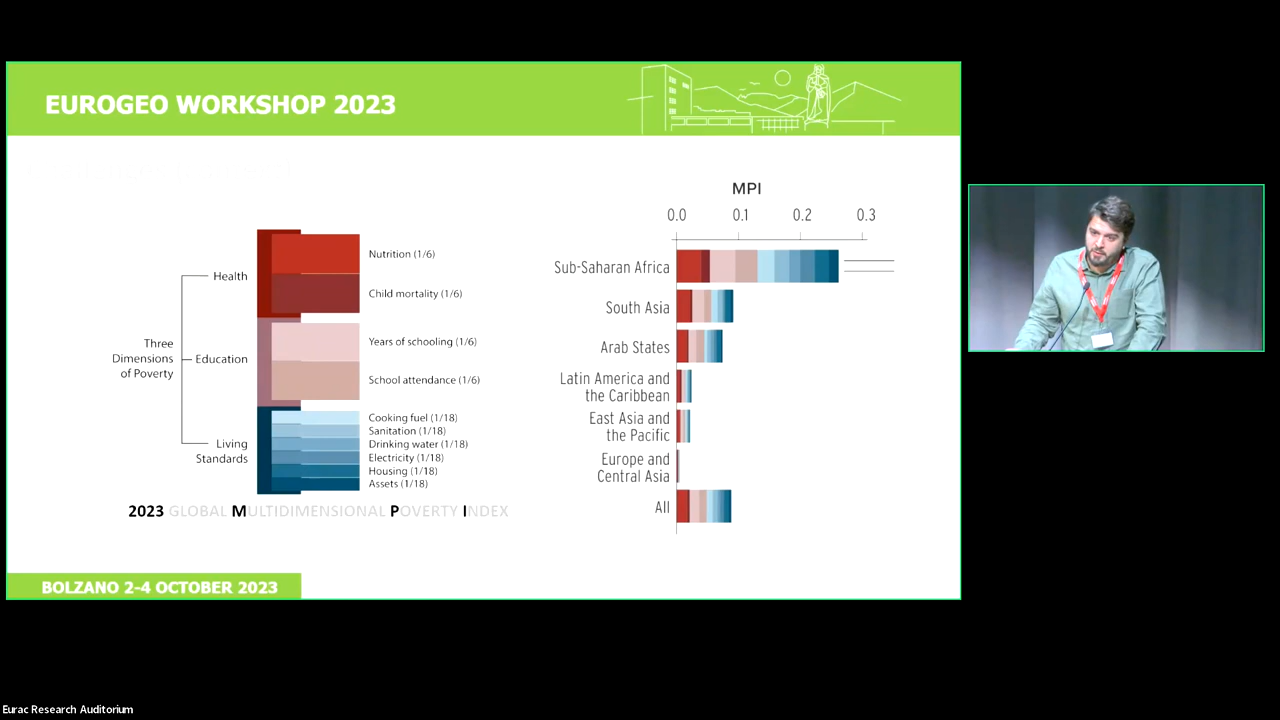 EUROGEO WORKSHOP 2023
Three
Dimensions
of Poverty
Health
Education
Living
Standards
Nutrition (1/6)
Child mortality (1/6)
Years of schooling (1/6)
School attendance (1/6)
Cooking fuel (1/18)
Sanitation (1/18)
Drinking water (1/18)
Electricity (1/18)
Housing (1/18)
Assets (1/18)
2023 GLOBAL MULTIDIMENSIONAL POVERTY INDEX
MPI
0.0 0.1 0.2 0.3
Sub-Saharan Africa
South Asia
Arab States
Latin America and
the Caribbean
East Asia and
the Pacific
Europe and
Central Asia
All
BOLZANO 2-4 OCTOBER 2023
Eurac Research Auditorium